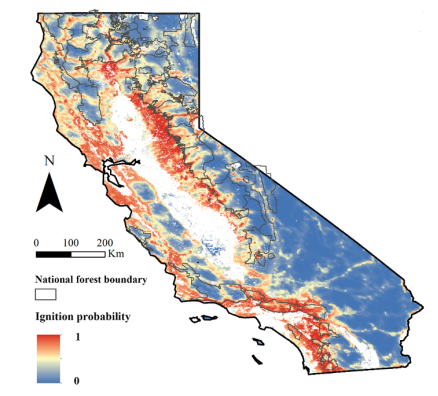 N
0 100 200
Km
National forest boundary
Ignition probability
1
0